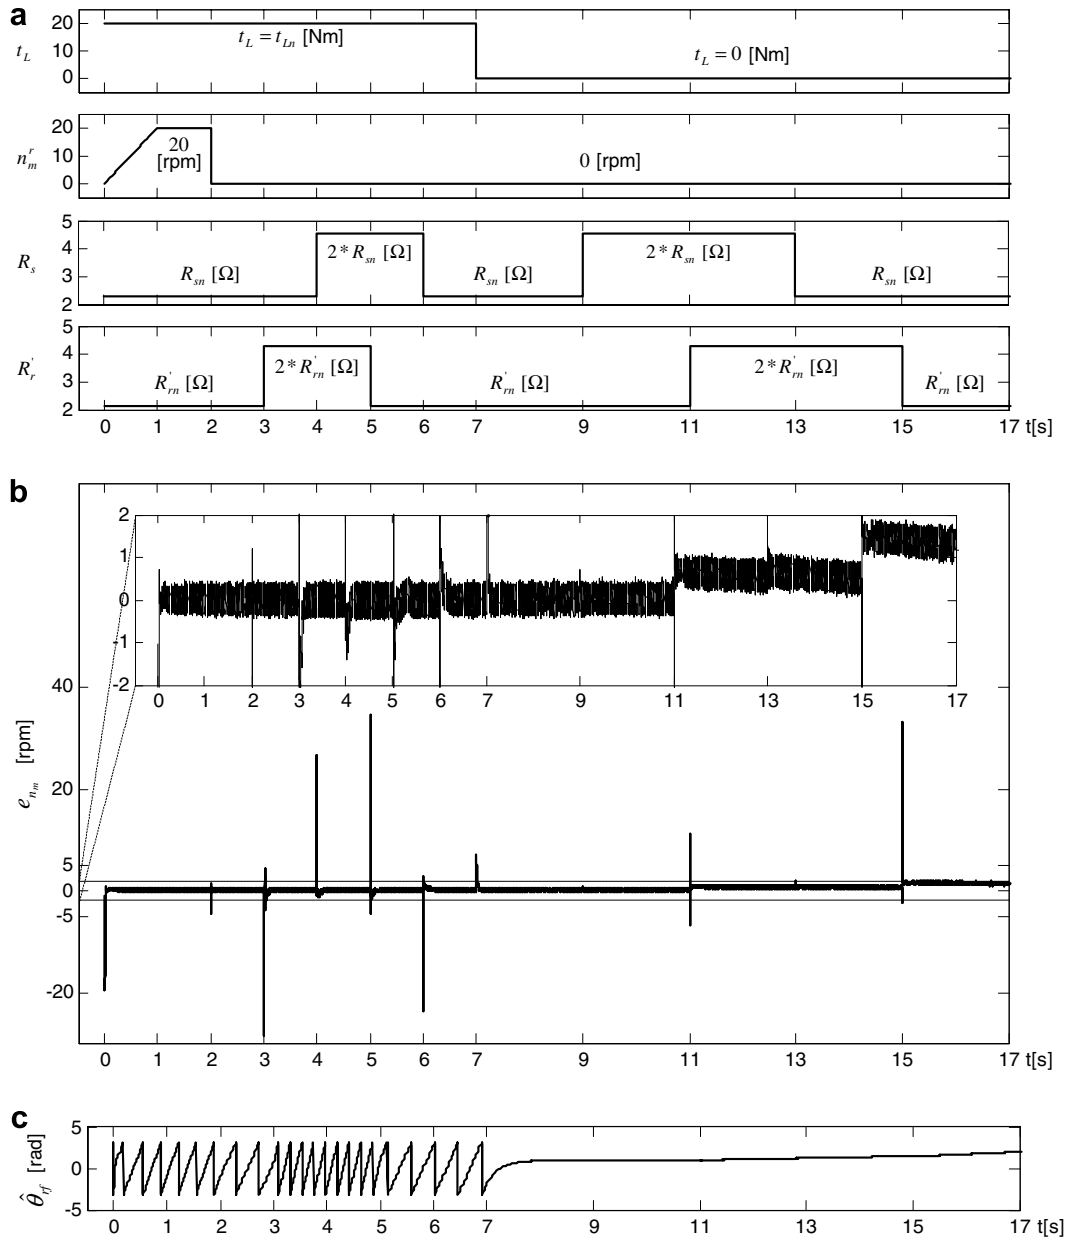 a
20
10
0
t_L
t_L = t_Ln [Nm]
t_L = 0 [Nm]
20
10
0
n_m^r
20
[rpm]
0 [rpm]
5
4
3
2
R_s
R_sn [Ω]
2*R_sn [Ω]
R_sn [Ω]
2*R_sn [Ω]
R_sn [Ω]
5
4
3
2
R_r'
R_rn' [Ω]
2*R_rn' [Ω]
R_rn' [Ω]
2*R_rn' [Ω]
R_rn' [Ω]
0 1 2 3 4 5 6 7 9 11 13 15 17 t[s]
b
2
1
0
-1
-2
0 1 2 3 4 5 6 7 11 13 15 17
40
20
5
0
-5
-20
e_n_m [rpm]
0 1 2 3 4 5 6 7 9 11 13 15 17 t[s]
c
5
0
-5
θ̂_rf [rad]
0 1 2 3 4 5 6 7 9 11 13 15 17 t[s]